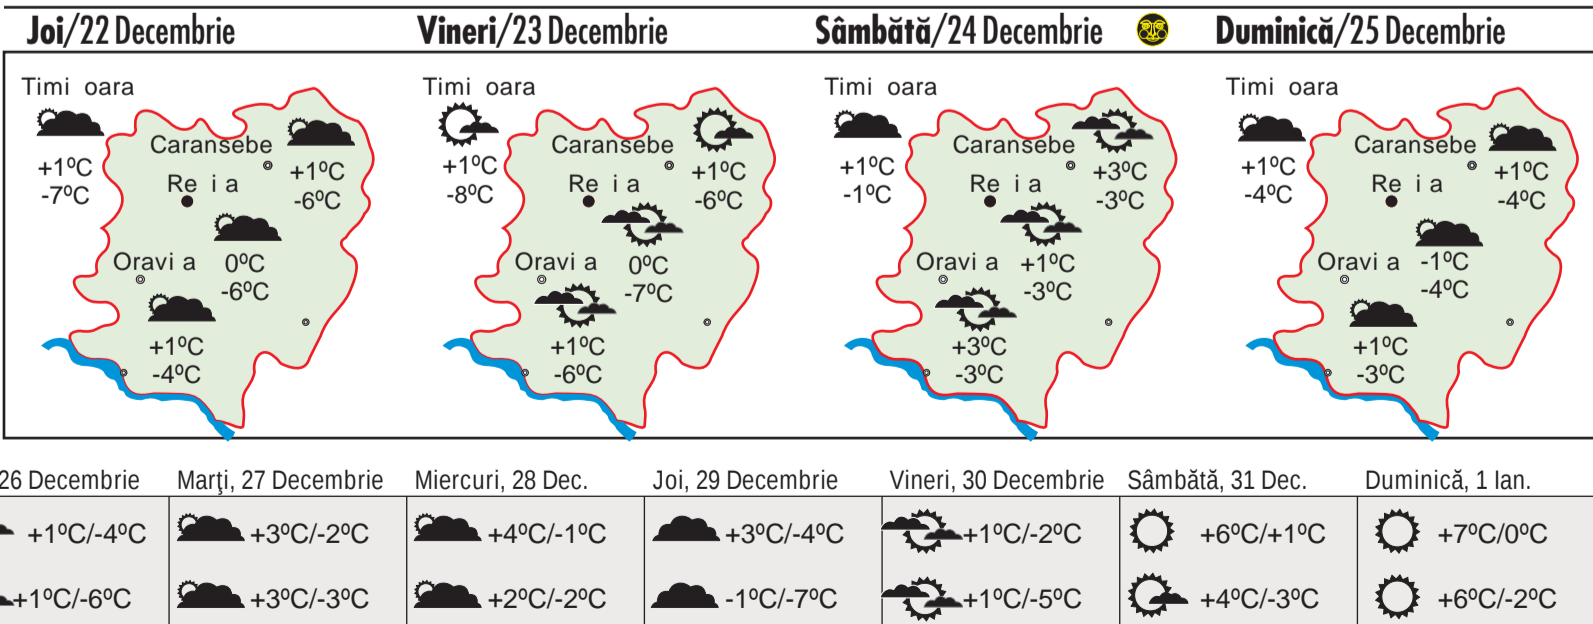 Joi/22 Decembrie
Vineri/23 Decembrie
Sâmbătă/24 Decembrie
Duminică/25 Decembrie
Timi oara
+1ºC
-7ºC
Caransebe
+1ºC
-6ºC
Re i a
0ºC
-6ºC
Oravi a
+1ºC
-4ºC
Timi oara
+1ºC
-8ºC
Caransebe
+1ºC
-6ºC
Re i a
0ºC
-7ºC
Oravi a
+1ºC
-6ºC
Timi oara
+1ºC
-1ºC
Caransebe
+3ºC
-3ºC
Re i a
+1ºC
-3ºC
Oravi a
+3ºC
-3ºC
Timi oara
+1ºC
-4ºC
Caransebe
+1ºC
-4ºC
Re i a
-1ºC
-4ºC
Oravi a
+1ºC
-3ºC
26 Decembrie
Marţi, 27 Decembrie
Miercuri, 28 Dec.
Joi, 29 Decembrie
Vineri, 30 Decembrie
Sâmbătă, 31 Dec.
Duminică, 1 Ian.
+1ºC/-4ºC
+3ºC/-2ºC
+4ºC/-1ºC
+3ºC/-4ºC
+1ºC/-2ºC
+6ºC/+1ºC
+7ºC/0ºC
+1ºC/-6ºC
+3ºC/-3ºC
+2ºC/-2ºC
-1ºC/-7ºC
+1ºC/-5ºC
+4ºC/-3ºC
+6ºC/-2ºC